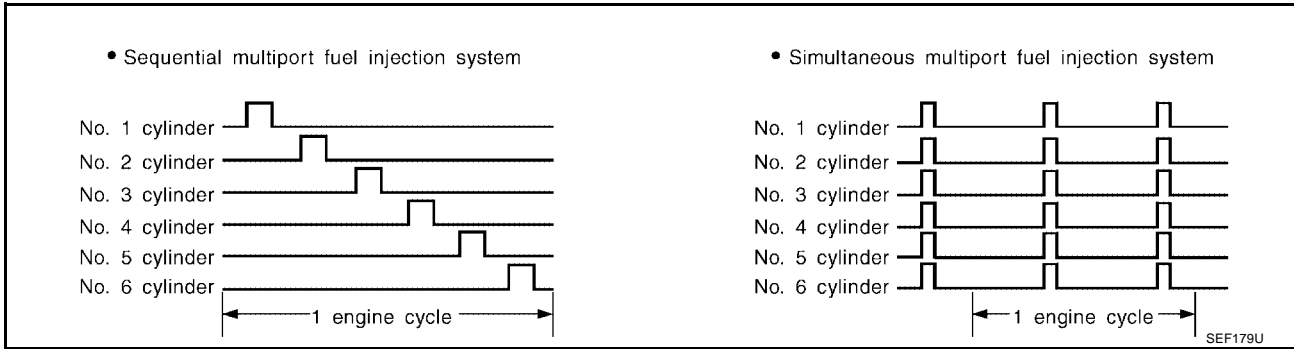 • Sequential multiport fuel injection system
No. 1 cylinder
No. 2 cylinder
No. 3 cylinder
No. 4 cylinder
No. 5 cylinder
No. 6 cylinder
1 engine cycle
• Simultaneous multiport fuel injection system
No. 1 cylinder
No. 2 cylinder
No. 3 cylinder
No. 4 cylinder
No. 5 cylinder
No. 6 cylinder
1 engine cycle
SEF179U